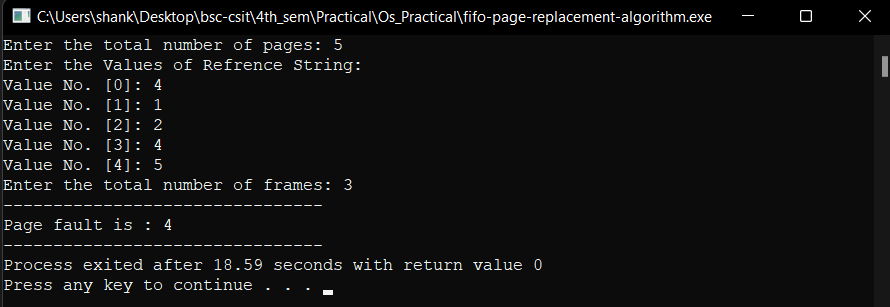 C:\Users\shank\Desktop\bsc-csit\4th_sem\Practical\Os_Practical\fifo-page-replacement-algorithm.exe
Enter the total number of pages: 5
Enter the Values of Refrence String:
Value No. [0]: 4
Value No. [1]: 1
Value No. [2]: 2
Value No. [3]: 4
Value No. [4]: 5
Enter the total number of frames: 3
--------------------------------
Page fault is : 4
--------------------------------
Process exited after 18.59 seconds with return value 0
Press any key to continue . . .